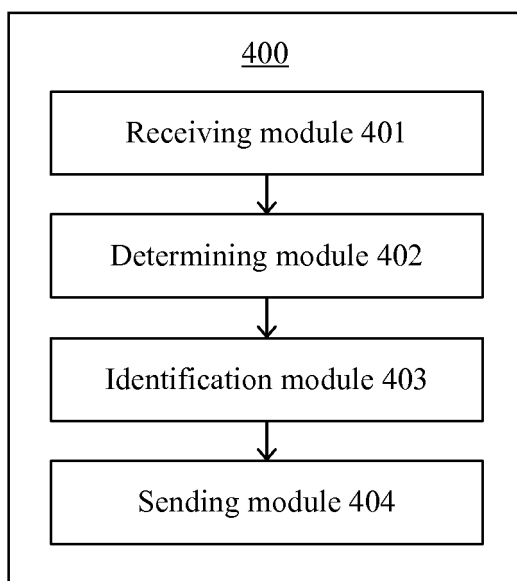 400
Receiving module 401
Determining module 402
Identification module 403
Sending module 404